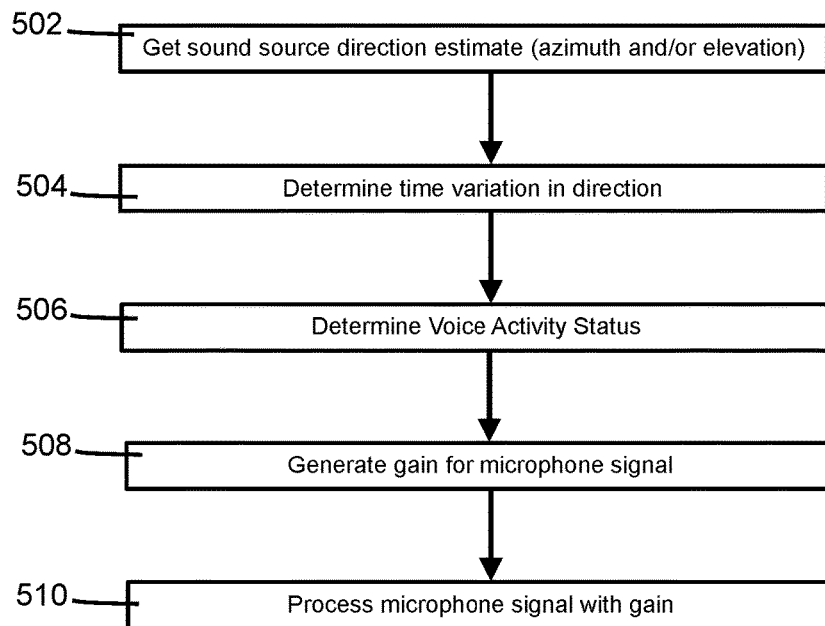 502
Get sound source direction estimate (azimuth and/or elevation)
504
Determine time variation in direction
506
Determine Voice Activity Status
508
Generate gain for microphone signal
510
Process microphone signal with gain